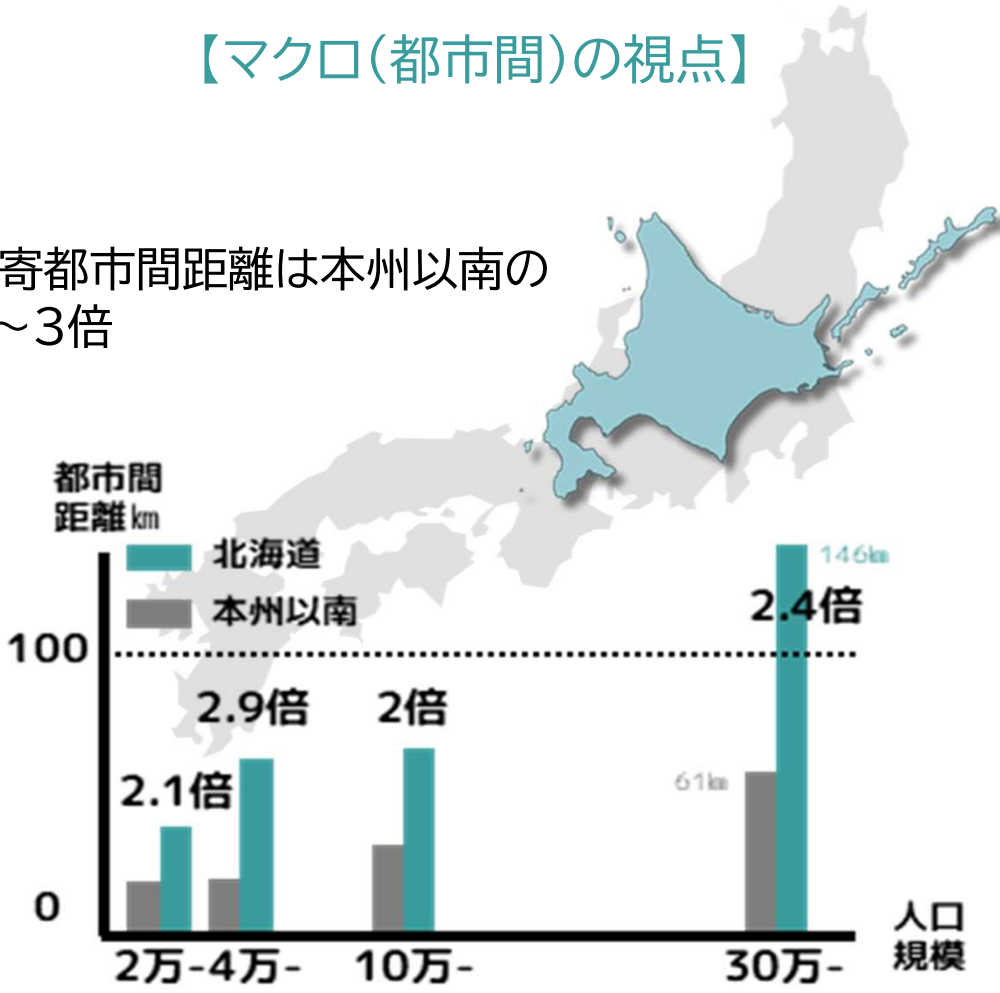 【マクロ(都市間)の視点】
寄都市間距離は本州以南の
～3倍
都市間
距離㎞
北海道
本州以南
146㎞
2.4倍
100
2.9倍
2倍
61㎞
2.1倍
0
人口
規模
2万-4万-
10万-
30万-